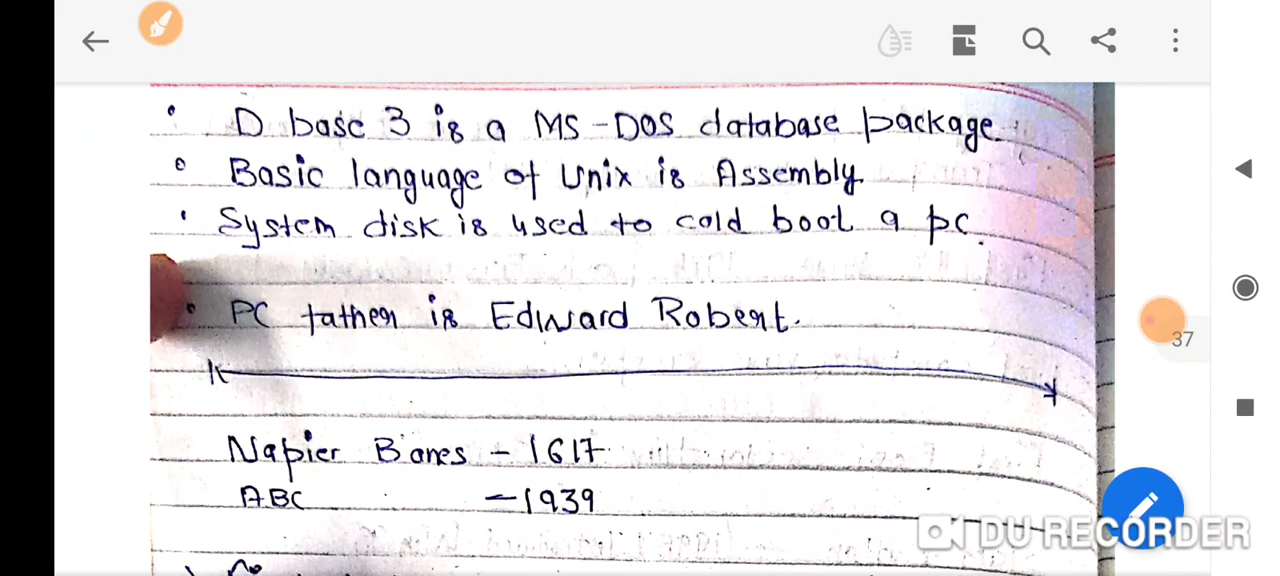 D base 3 is a MS-DOS database package.
Basic language of Unix is Assembly.
System disk is used to cold boot a pc.
PC father is Edward Robert.
37
Napier Bones - 1617
ABC - 1939
DU RECORDER